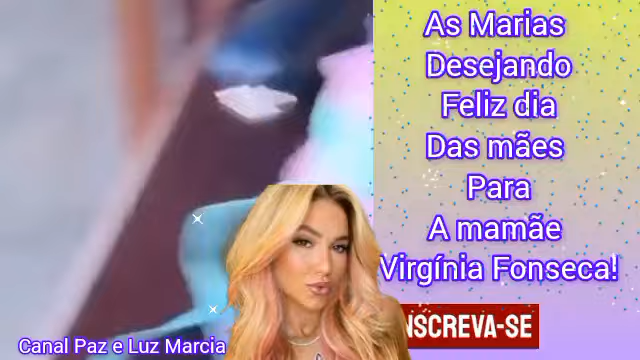 As Marias
Desejando
Feliz dia
Das mães
Para
A mamãe
Virgínia Fonseca!
NSCREVA-SE
Canal Paz e Luz Marcia